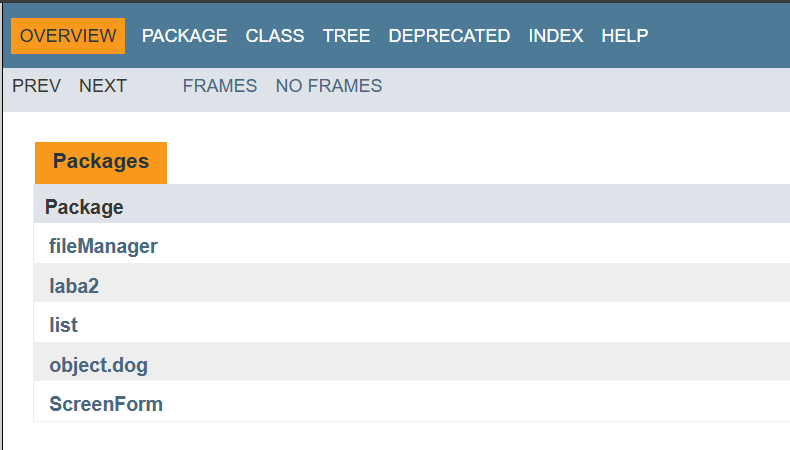 OVERVIEW PACKAGE CLASS TREE DEPRECATED INDEX HELP
PREV NEXT FRAMES NO FRAMES
Packages
Package
fileManager
laba2
list
object.dog
ScreenForm